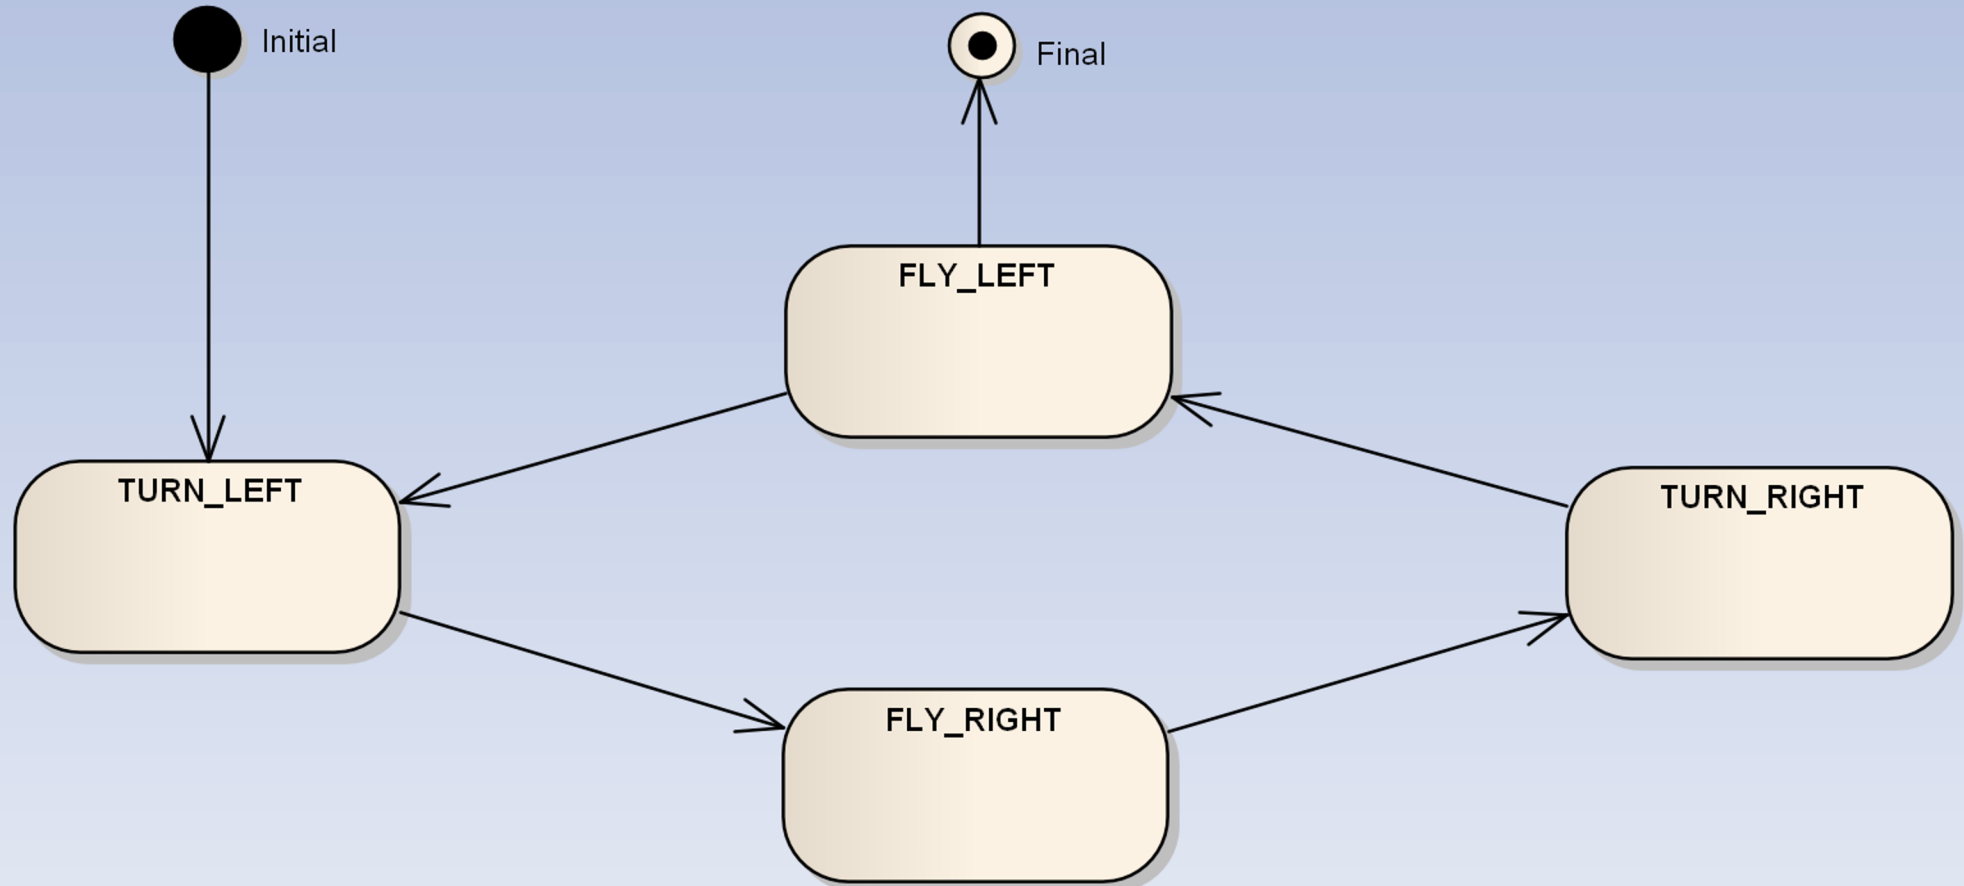 Initial
Final
FLY_LEFT
TURN_LEFT
TURN_RIGHT
FLY_RIGHT